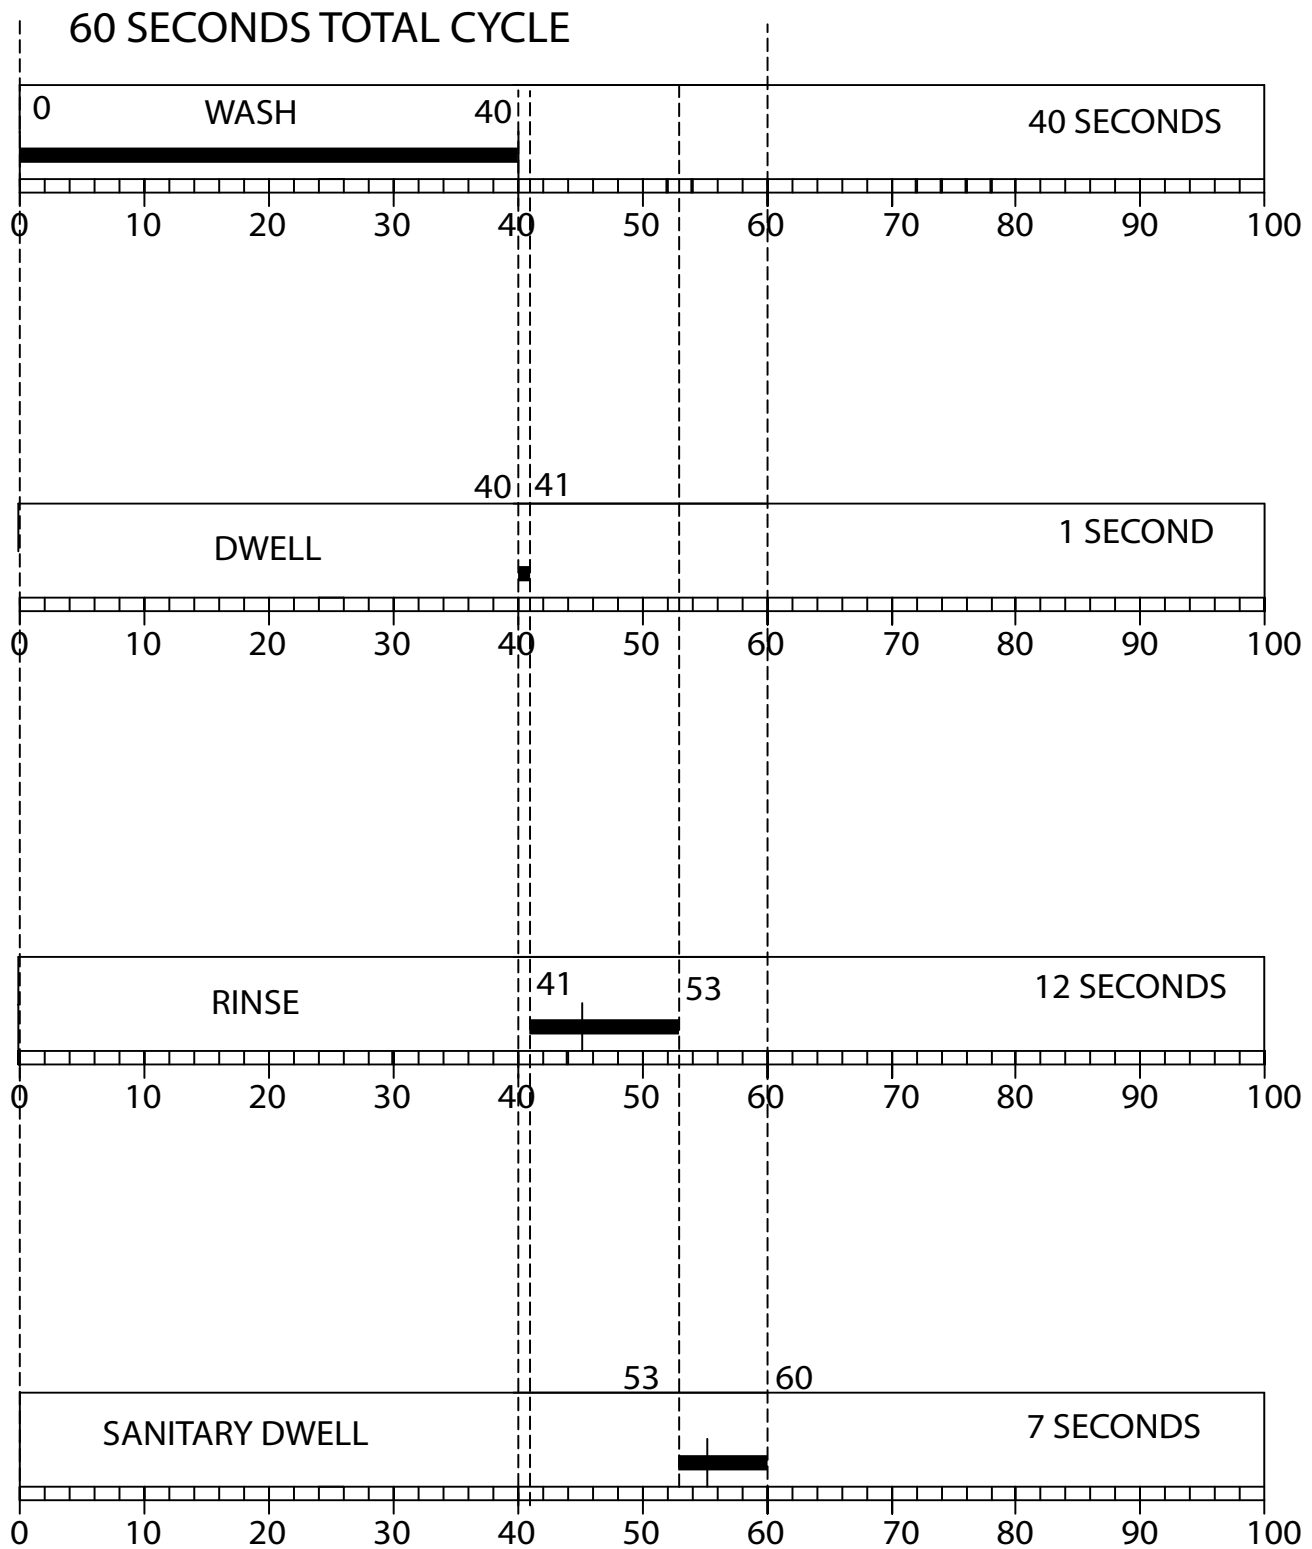 60 SECONDS TOTAL CYCLE
0 WASH 40 40 SECONDS
0 10 20 30 40 50 60 70 80 90 100
40 41
DWELL 1 SECOND
0 10 20 30 40 50 60 70 80 90 100
RINSE 41 53 12 SECONDS
0 10 20 30 40 50 60 70 80 90 100
53 60
SANITARY DWELL 7 SECONDS
0 10 20 30 40 50 60 70 80 90 100